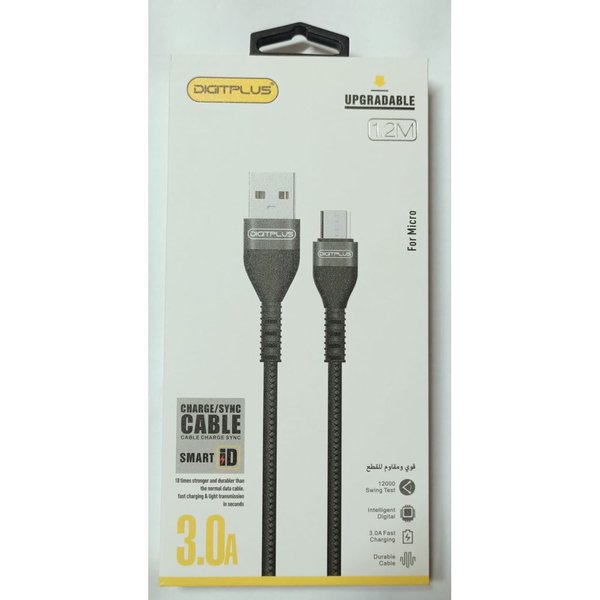 DIGITPLUS®
UPGRADABLE
1.2M
DIGITPLUS
DIGITPLUS
For Micro
CHARGE/SYNC
CABLE
CABLE CHARGE SYNC
SMART iD
10 times stronger and durabler than
the normal data cable.
fast charging & light transmission
in seconds
3.0A
قوي ومقاوم للقطع
12000
Swing Test
Intelligent
Digital
3.0A Fast
Charging
Durable
Cable